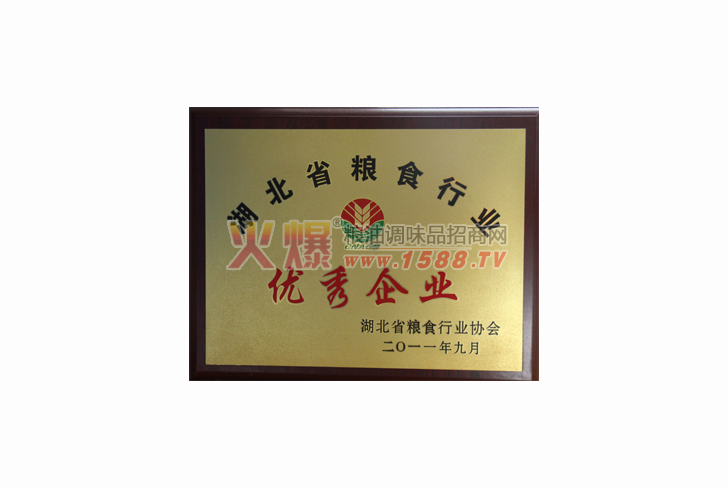 湖北省粮食行业
火爆®粮油调味品招商网
www.1588.TV
优秀企业
湖北省粮食行业协会
二〇一一年九月